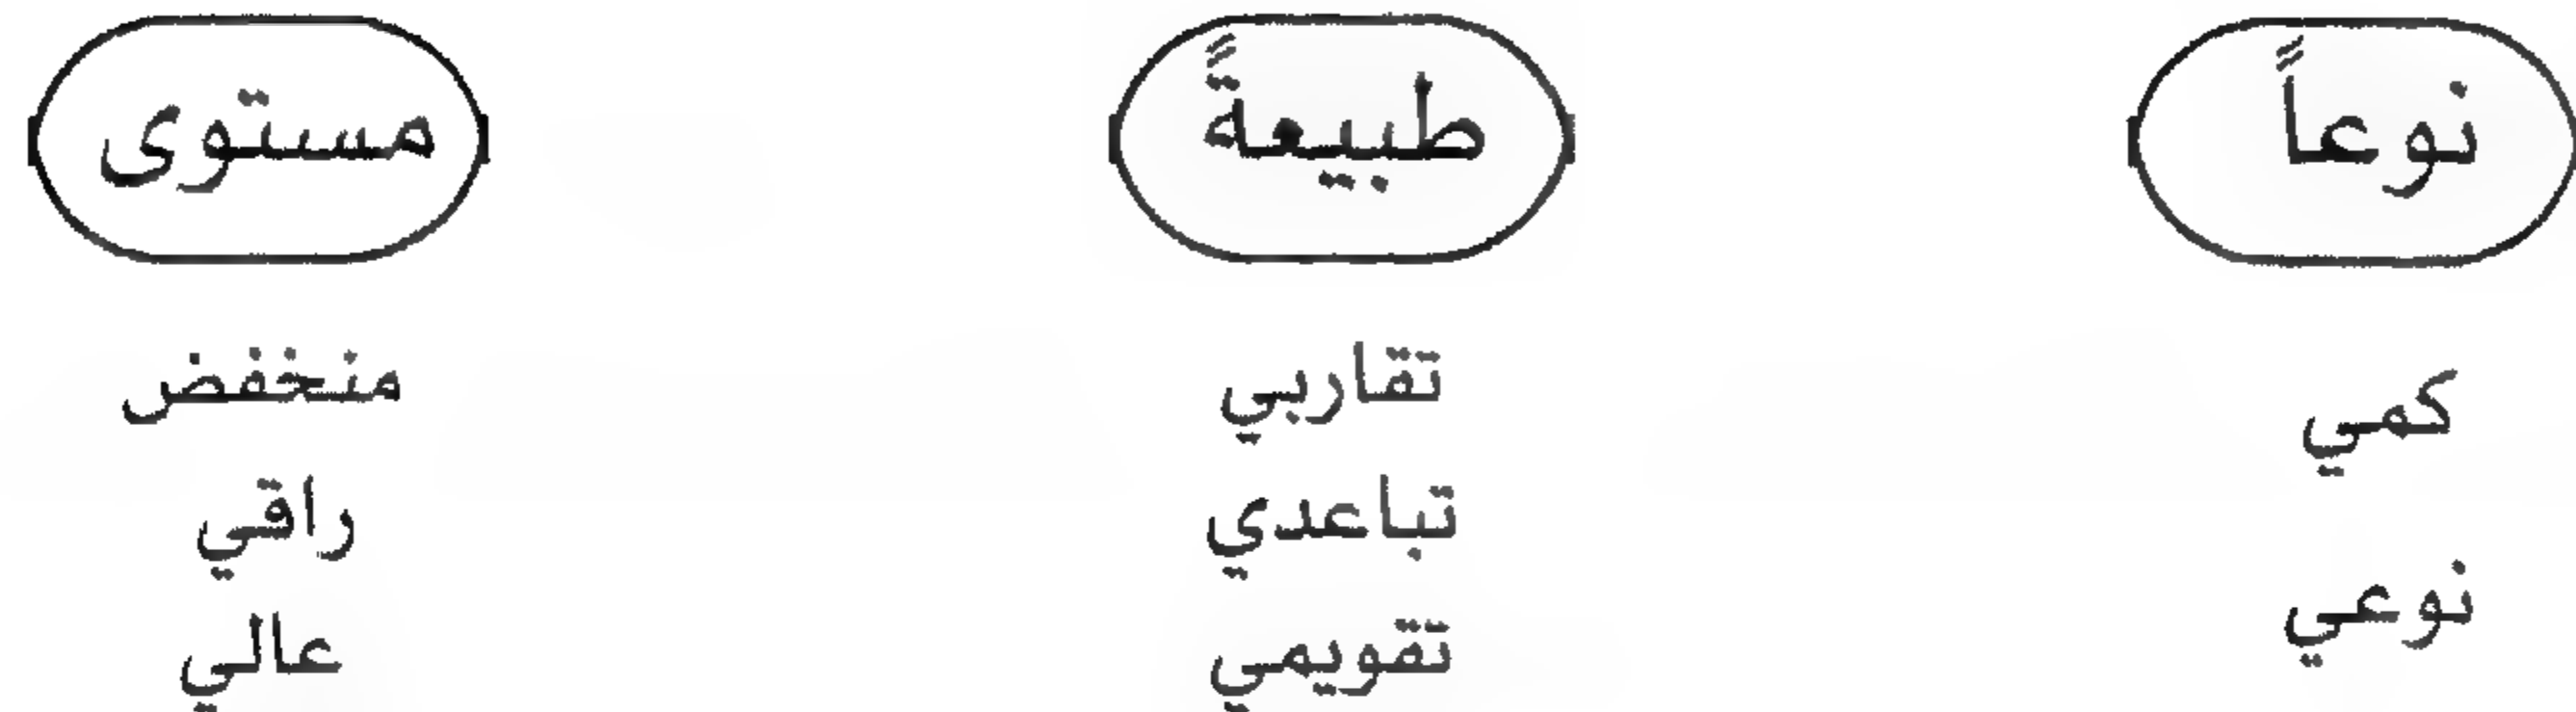 نوعاً
كمي
نوعي
طبيعةً
تقاربي
تباعدي
تقويمي
مستوى
منخفض
راقي
عالي